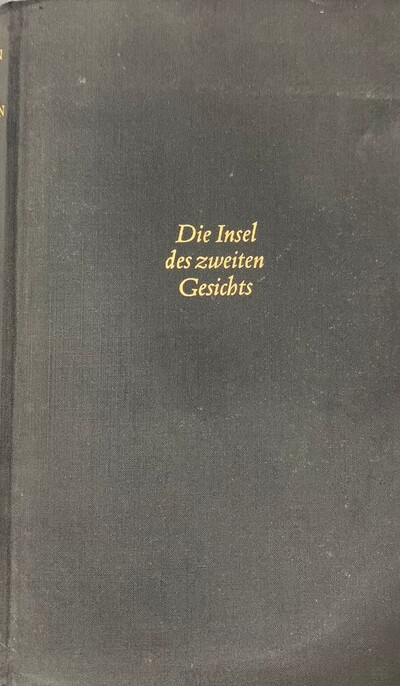 Die Insel
des zweiten
Gesichts